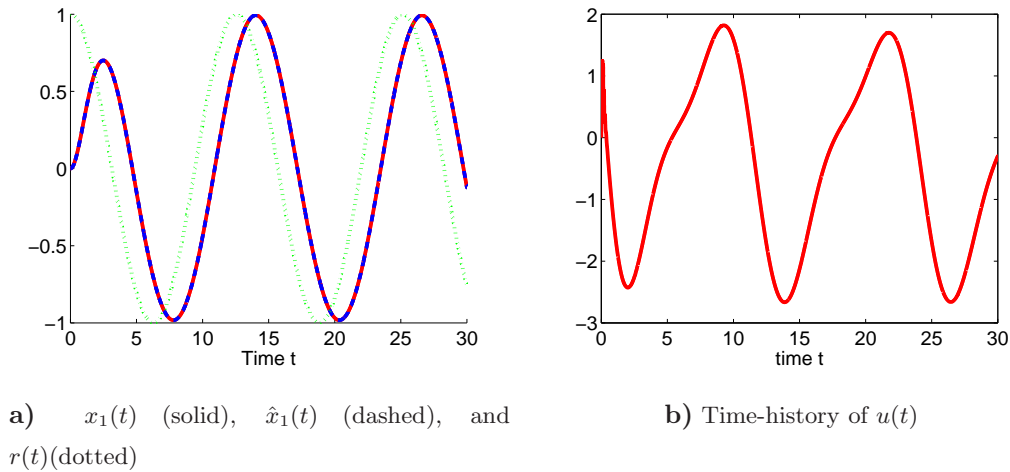 1
0.5
0
−0.5
−1
0 5 10 15 20 25 30
Time t
2
1
0
−1
−2
−3
0 5 10 15 20 25 30
time t
a) x₁(t) (solid), x̂₁(t) (dashed), and
r(t)(dotted)
b) Time-history of u(t)